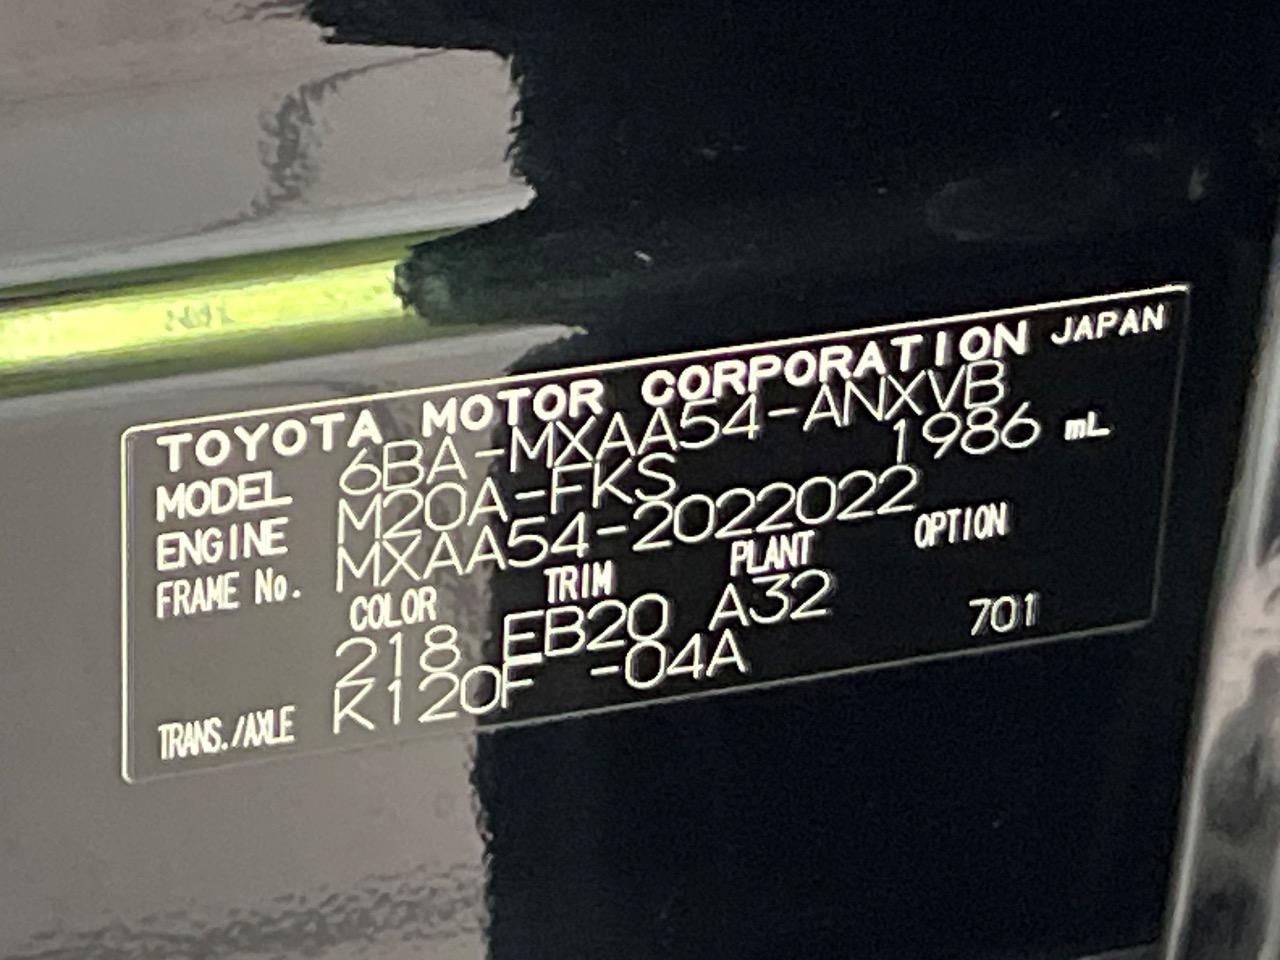 TOYOTA MOTOR CORPORATION JAPAN
MODEL 6BA-MXAA54-ANXVB
ENGINE M20A-FKS 1986 mL
FRAME No. MXAA54-2022022
COLOR TRIM PLANT OPTION
218 EB20 A32 701
TRANS./AXLE K120F -04A